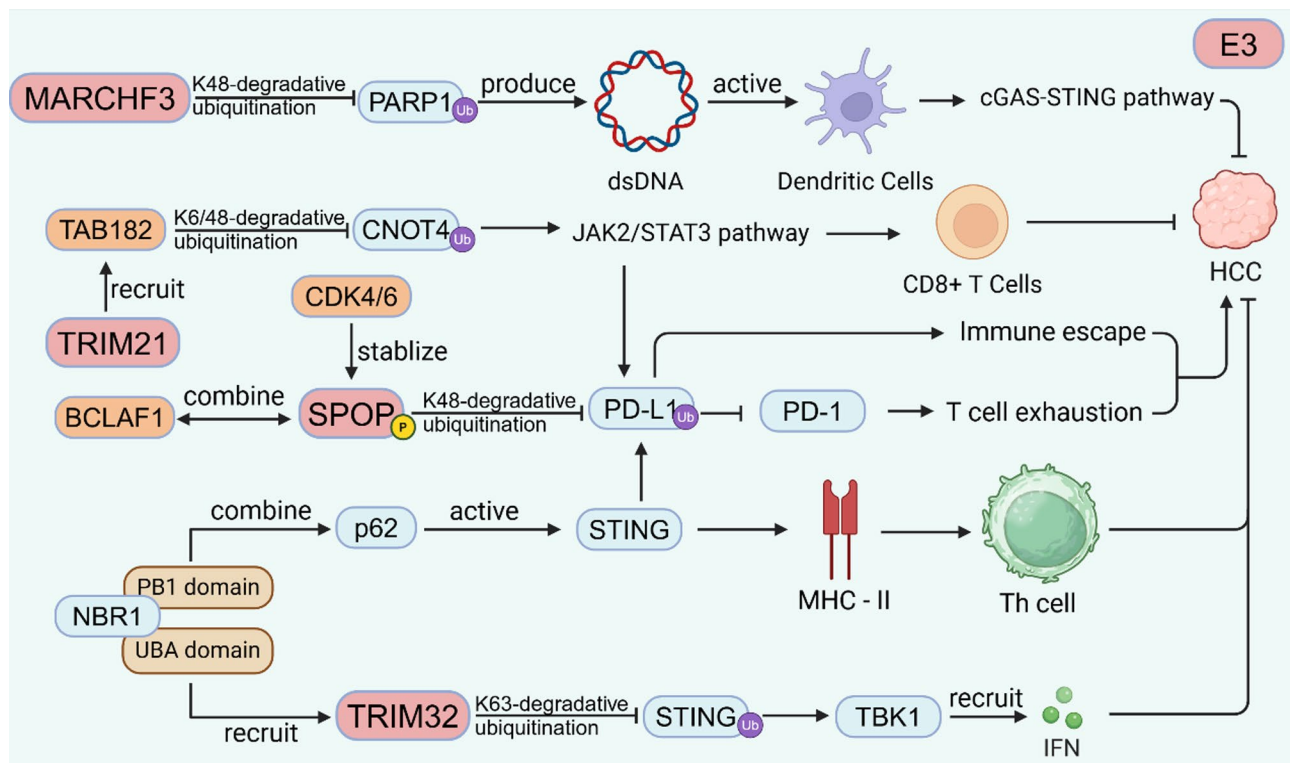 E3
MARCHF3
K48-degradative
ubiquitination
PARP1
Ub
produce
dsDNA
active
Dendritic Cells
cGAS-STING pathway
TAB182
K6/48-degradative
ubiquitination
CNOT4
Ub
JAK2/STAT3 pathway
CD8+ T Cells
HCC
recruit
TRIM21
CDK4/6
stablize
BCLAF1
combine
SPOP
P
K48-degradative
ubiquitination
PD-L1
Ub
PD-1
Immune escape
T cell exhaustion
combine
p62
active
STING
MHC - II
Th cell
PB1 domain
NBR1
UBA domain
recruit
TRIM32
K63-degradative
ubiquitination
STING
Ub
TBK1
recruit
IFN